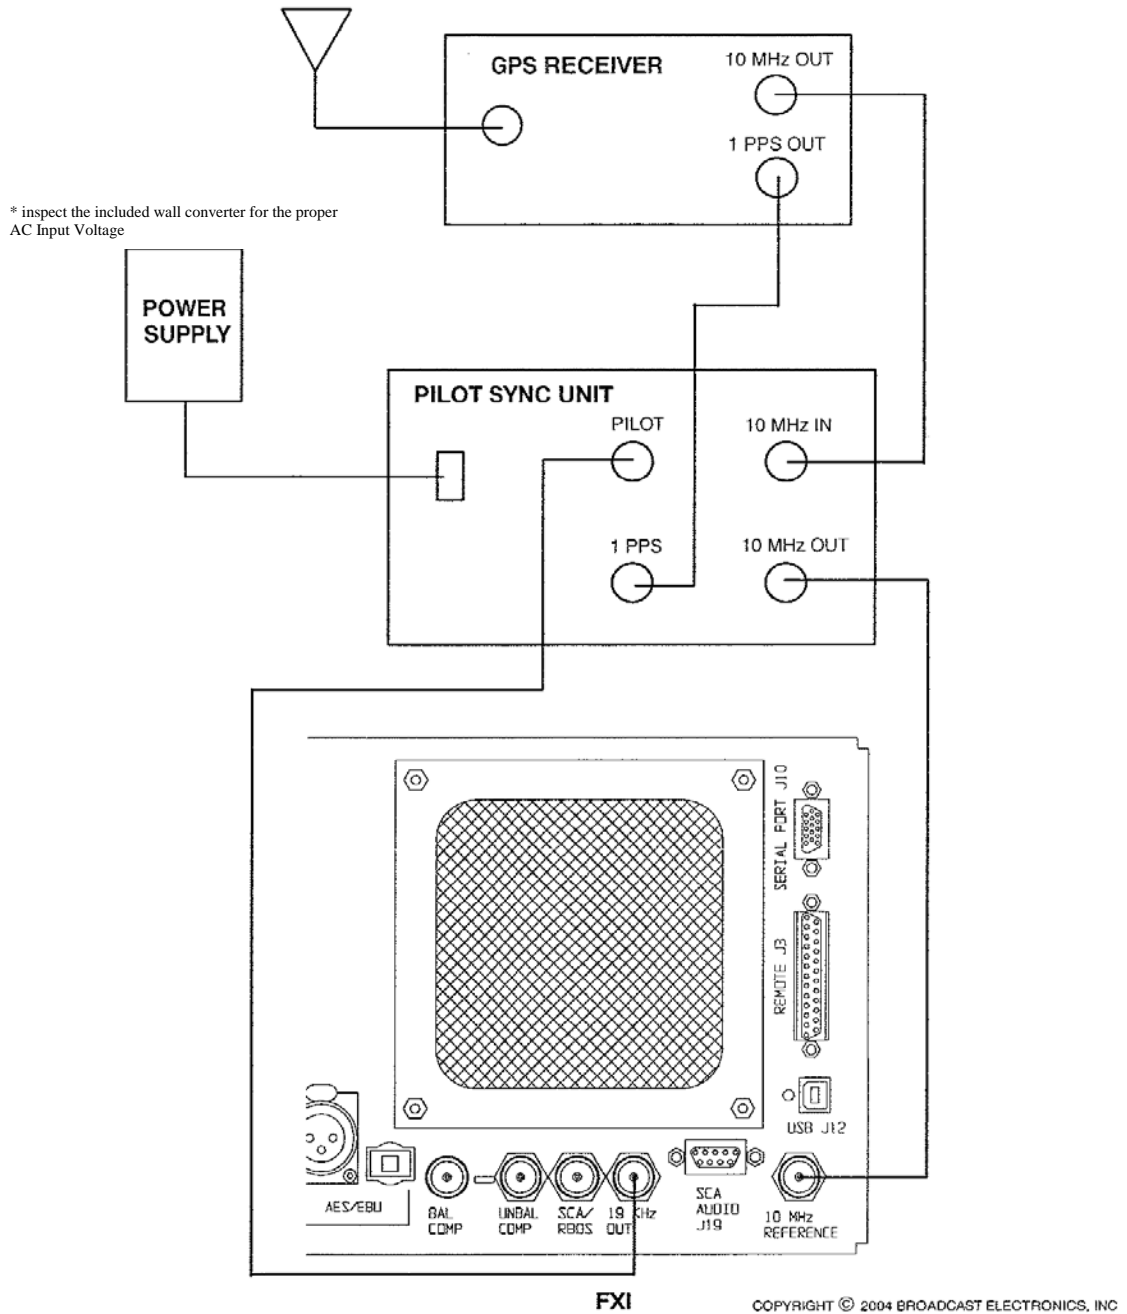 GPS RECEIVER
10 MHz OUT
1 PPS OUT
* inspect the included wall converter for the proper
AC Input Voltage
POWER
SUPPLY
PILOT SYNC UNIT
PILOT
10 MHz IN
1 PPS
10 MHz OUT
SERIAL PORT J10
REMOTE J3
USB J12
AES/EBU
BAL
COMP
UNBAL
COMP
SCA/
RBDS
19 KHz
OUT
SCA
AUDIO
J19
10 MHz
REFERENCE
FXI
COPYRIGHT © 2004 BROADCAST ELECTRONICS, INC